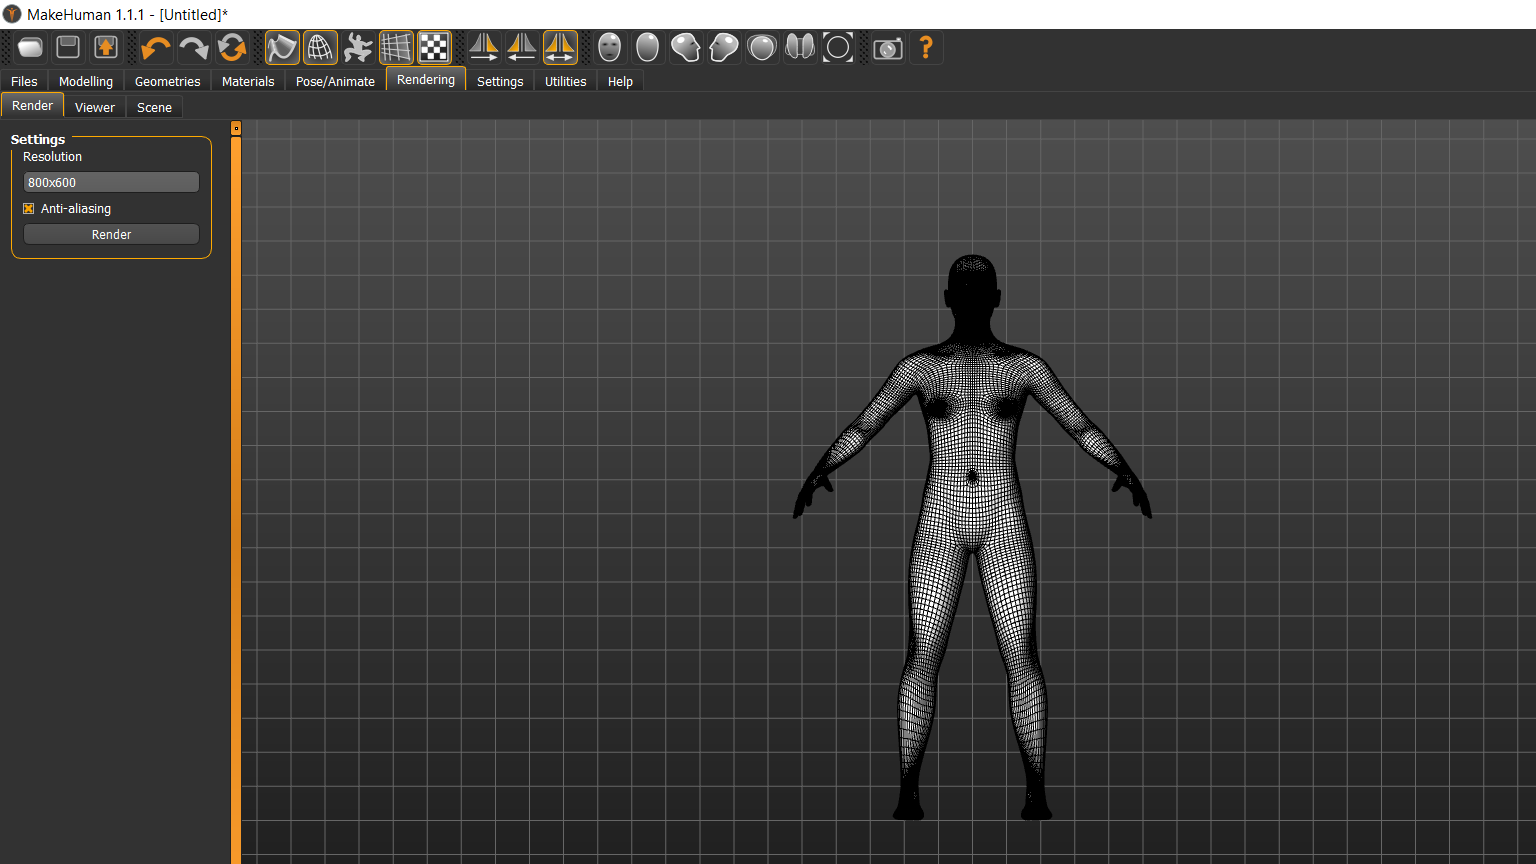 MakeHuman 1.1.1 - [Untitled]*
?
Files Modelling Geometries Materials Pose/Animate Rendering Settings Utilities Help
Render Viewer Scene
Settings
Resolution
800x600
Anti-aliasing
Render